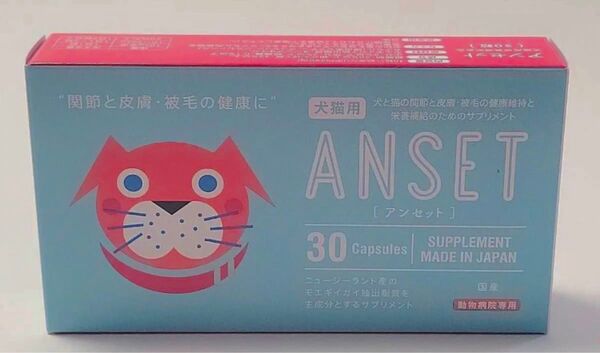 アンセット
"関節と皮膚・被毛の健康に"
犬猫用
犬と猫の関節と皮膚・被毛の健康維持と
栄養補給のためのサプリメント
ANSET
[アンセット]
30 Capsules
SUPPLEMENT
MADE IN JAPAN
ニュージーランド産の
モエギイガイ抽出脂質を
主成分とするサプリメント
国産
動物病院専用